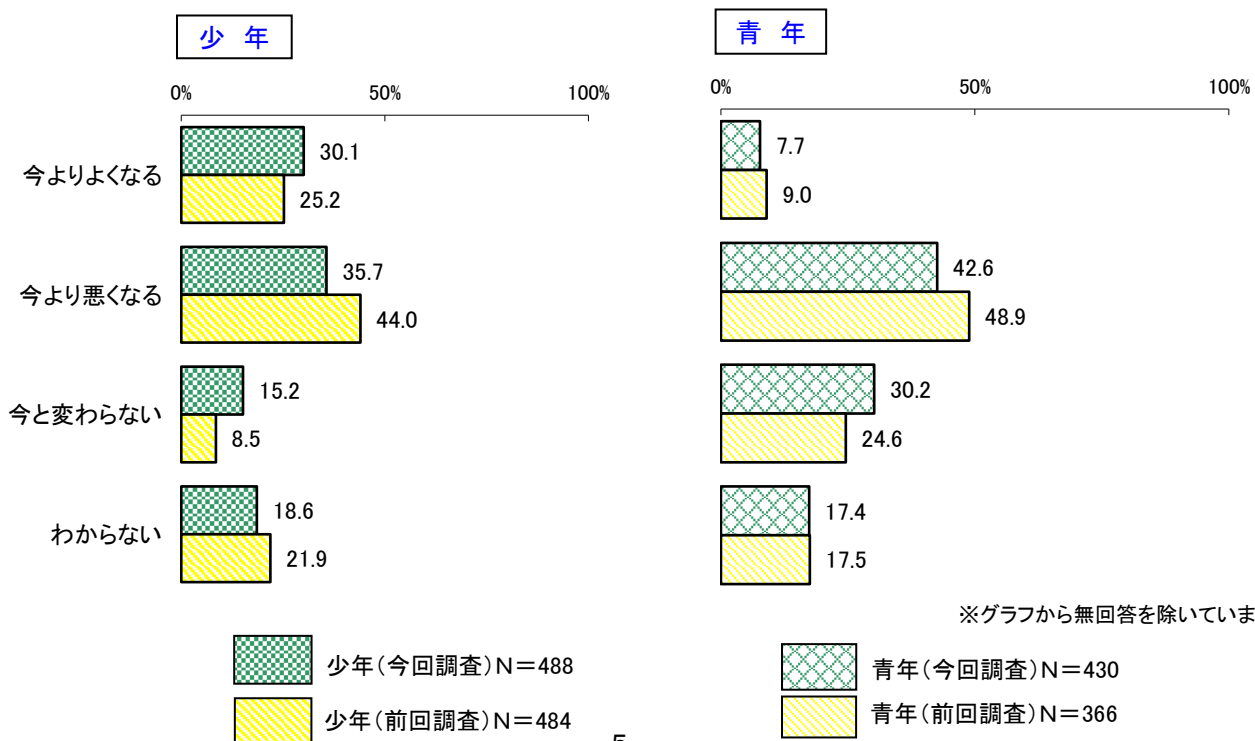 少 年
青 年
0% 50% 100%
0% 50% 100%
今よりよくなる 30.1 7.7
25.2 9.0
今より悪くなる 35.7 42.6
44.0 48.9
今と変わらない 15.2 30.2
8.5 24.6
わからない 18.6 17.4
21.9 17.5
※グラフから無回答を除いていま
少年(今回調査)N=488
少年(前回調査)N=484
青年(今回調査)N=430
青年(前回調査)N=366